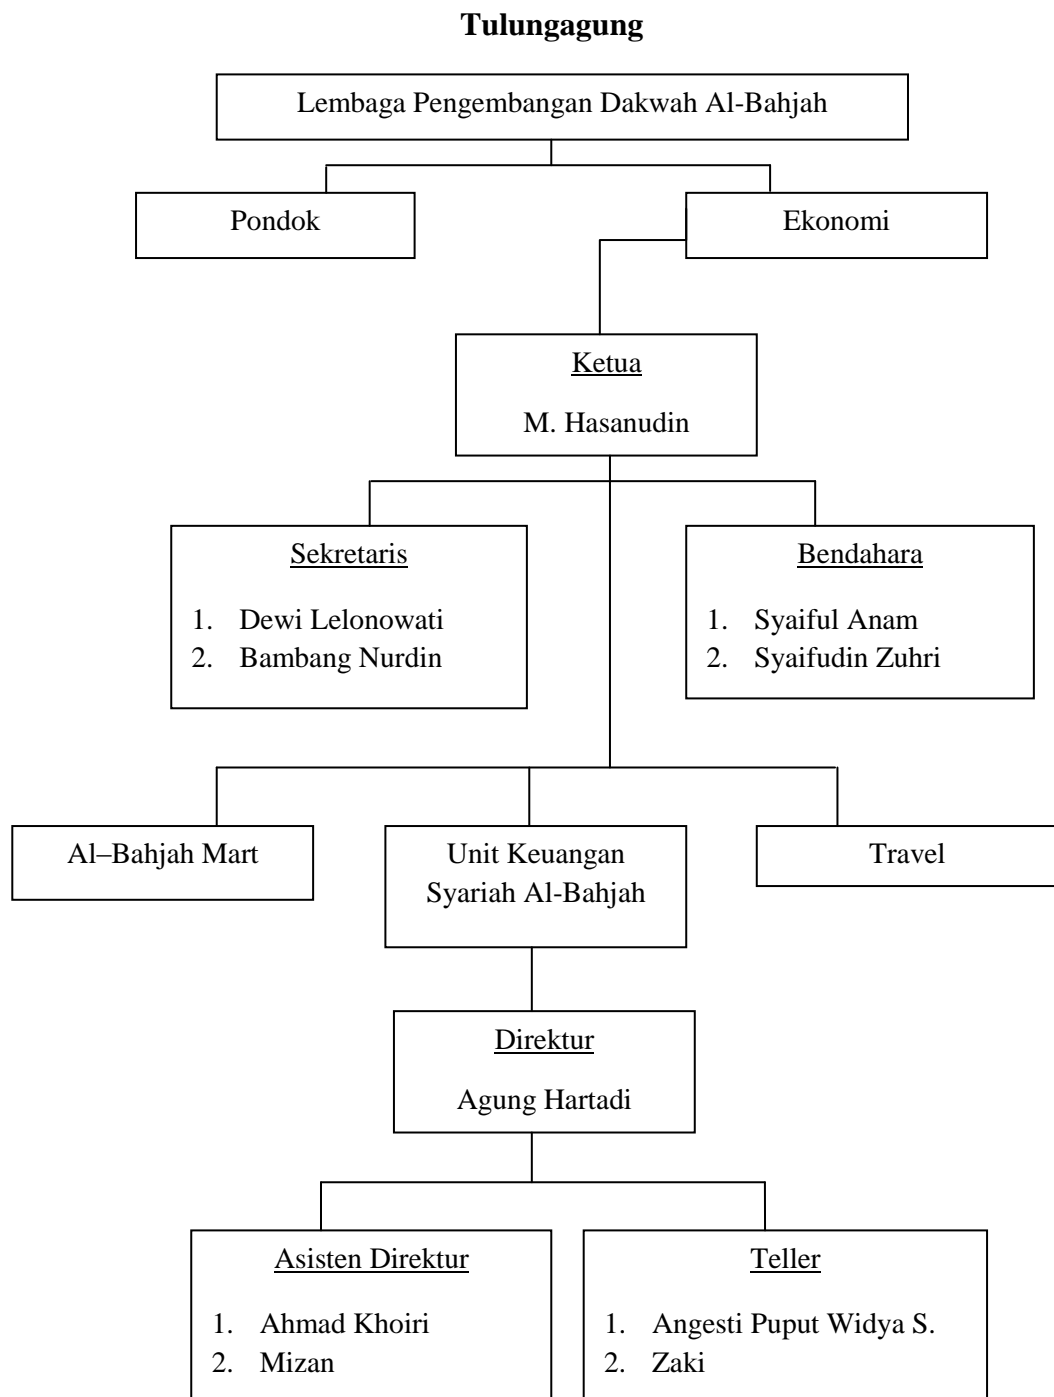 Tulungagung
Lembaga Pengembangan Dakwah Al-Bahjah
Pondok
Ekonomi
Ketua
M. Hasanudin
Sekretaris
1. Dewi Lelonowati
2. Bambang Nurdin
Bendahara
1. Syaiful Anam
2. Syaifudin Zuhri
Al–Bahjah Mart
Unit Keuangan
Syariah Al-Bahjah
Travel
Direktur
Agung Hartadi
Asisten Direktur
1. Ahmad Khoiri
2. Mizan
Teller
1. Angesti Puput Widya S.
2. Zaki